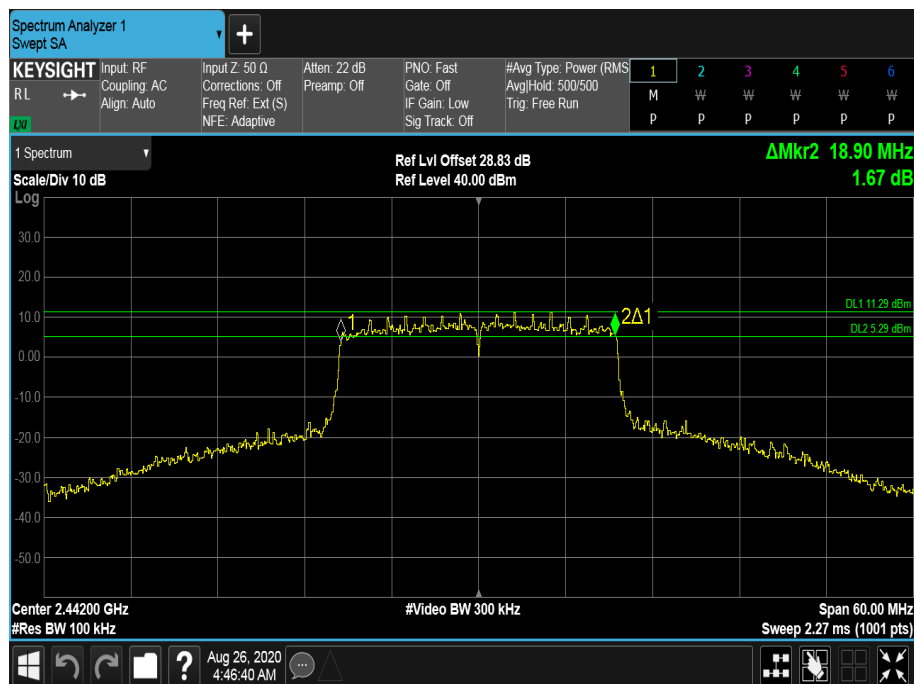 Spectrum Analyzer 1
Swept SA
KEYSIGHT
RL
LXI
Input: RF
Coupling: AC
Align: Auto
Input Z: 50 Ω
Corrections: Off
Freq Ref: Ext (S)
NFE: Adaptive
Atten: 22 dB
Preamp: Off
PNO: Fast
Gate: Off
IF Gain: Low
Sig Track: Off
#Avg Type: Power (RMS
Avg|Hold: 500/500
Trig: Free Run
1 2 3 4 5 6
M W W W W W
P P P P P P
1 Spectrum
Scale/Div 10 dB
Log
Ref Lvl Offset 28.83 dB
Ref Level 40.00 dBm
ΔMkr2 18.90 MHz
1.67 dB
30.0
20.0
10.0
0.00
-10.0
-20.0
-30.0
-40.0
-50.0
DL1 11.29 dBm
DL2 5.29 dBm
1
2Δ1
Center 2.44200 GHz
#Res BW 100 kHz
#Video BW 300 kHz
Span 60.00 MHz
Sweep 2.27 ms (1001 pts)
Aug 26, 2020
4:46:40 AM